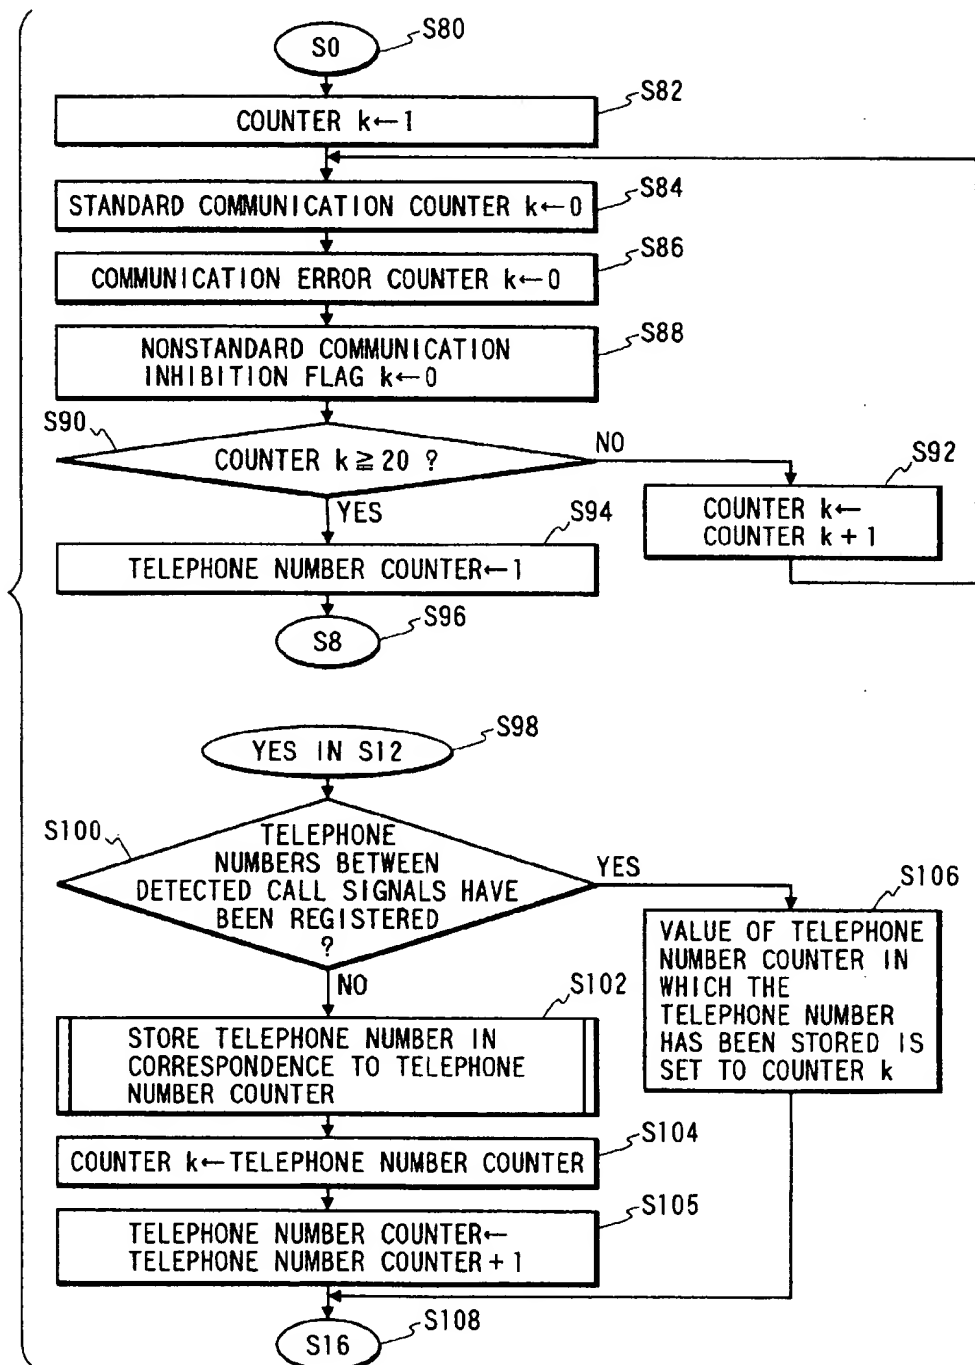 S0
S80
S82
COUNTER k←1
S84
STANDARD COMMUNICATION COUNTER k←0
S86
COMMUNICATION ERROR COUNTER k←0
S88
NONSTANDARD COMMUNICATION
INHIBITION FLAG k←0
S90
COUNTER k≧20 ?
NO
S92
COUNTER k←
COUNTER k+1
YES
S94
TELEPHONE NUMBER COUNTER←1
S96
S8
S98
YES IN S12
S100
TELEPHONE
NUMBERS BETWEEN
DETECTED CALL SIGNALS HAVE
BEEN REGISTERED
?
YES
S106
VALUE OF TELEPHONE
NUMBER COUNTER IN
WHICH THE
TELEPHONE NUMBER
HAS BEEN STORED IS
SET TO COUNTER k
NO
S102
STORE TELEPHONE NUMBER IN
CORRESPONDENCE TO TELEPHONE
NUMBER COUNTER
S104
COUNTER k←TELEPHONE NUMBER COUNTER
S105
TELEPHONE NUMBER COUNTER←
TELEPHONE NUMBER COUNTER+1
S108
S16